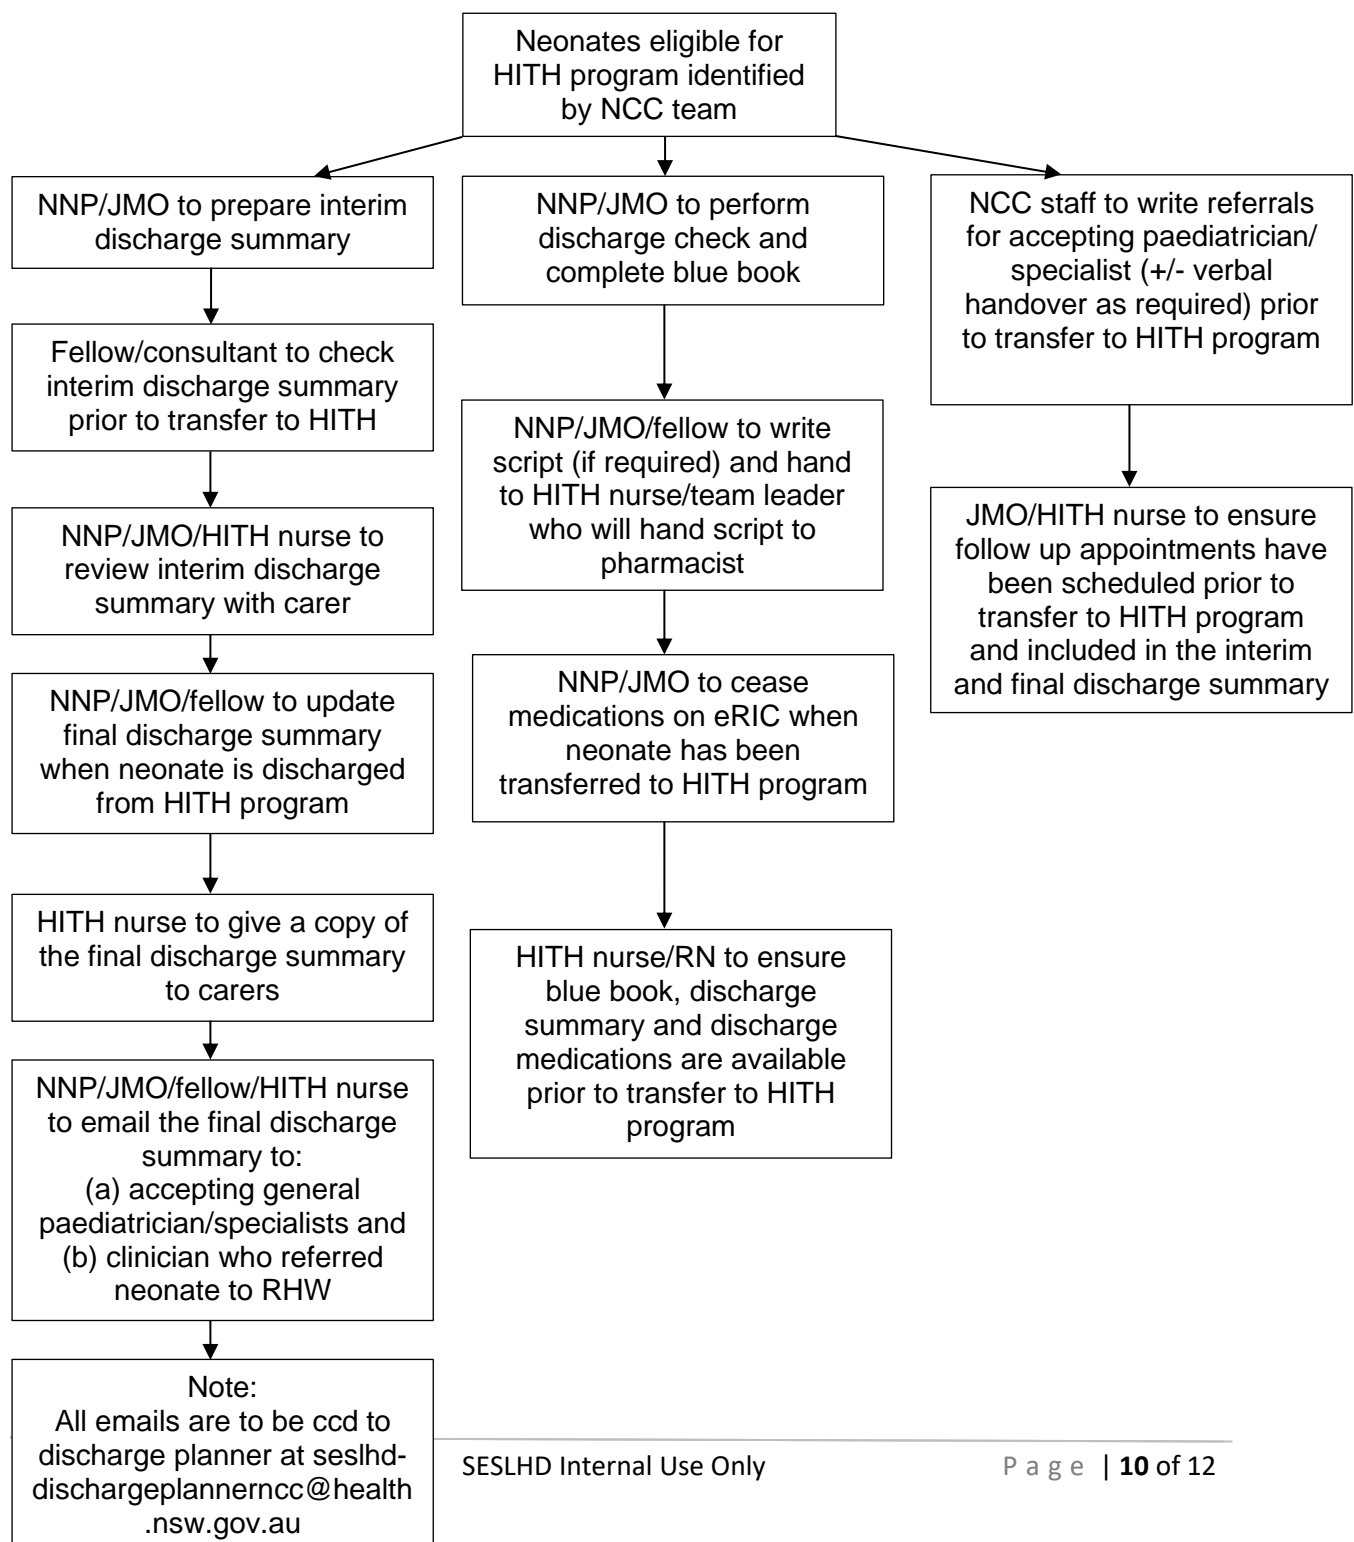 Neonates eligible for
HITH program identified
by NCC team
NNP/JMO to prepare interim
discharge summary
Fellow/consultant to check
interim discharge summary
prior to transfer to HITH
NNP/JMO/HITH nurse to
review interim discharge
summary with carer
NNP/JMO/fellow to update
final discharge summary
when neonate is discharged
from HITH program
HITH nurse to give a copy of
the final discharge summary
to carers
NNP/JMO/fellow/HITH nurse
to email the final discharge
summary to:
(a) accepting general
paediatrician/specialists and
(b) clinician who referred
neonate to RHW
Note:
All emails are to be ccd to
discharge planner at seslhd-
dischargeplannerncc@health
.nsw.gov.au
NNP/JMO to perform
discharge check and
complete blue book
NNP/JMO/fellow to write
script (if required) and hand
to HITH nurse/team leader
who will hand script to
pharmacist
NNP/JMO to cease
medications on eRIC when
neonate has been
transferred to HITH program
HITH nurse/RN to ensure
blue book, discharge
summary and discharge
medications are available
prior to transfer to HITH
program
NCC staff to write referrals
for accepting paediatrician/
specialist (+/- verbal
handover as required) prior
to transfer to HITH program
JMO/HITH nurse to ensure
follow up appointments have
been scheduled prior to
transfer to HITH program
and included in the interim
and final discharge summary
SESLHD Internal Use Only
Page | 10 of 12